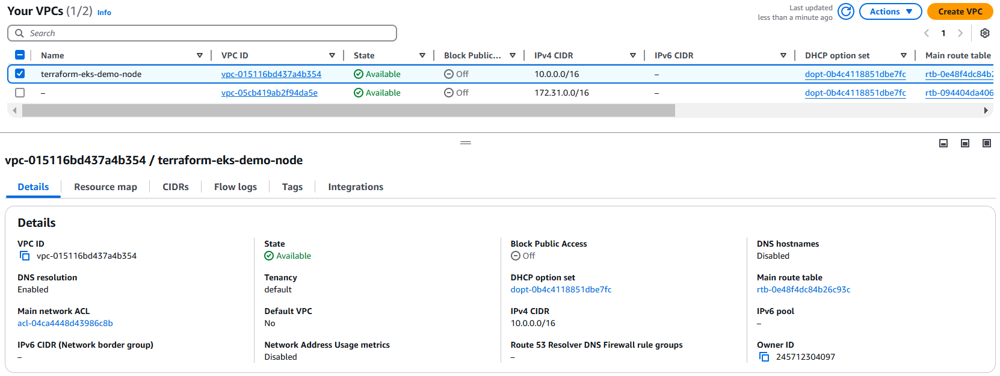 Your VPCs (1/2) Info
Last updated
less than a minute ago
Actions
Create VPC
Search
1
Name VPC ID State Block Public... IPv4 CIDR IPv6 CIDR DHCP option set Main route table
terraform-eks-demo-node vpc-015116bd437a4b354 Available Off 10.0.0.0/16 – dopt-0b4c4118851dbe7fc rtb-0e48f4dc84b2
– vpc-05cb419ab2f94da5e Available Off 172.31.0.0/16 – dopt-0b4c4118851dbe7fc rtb-094404da406
vpc-015116bd437a4b354 / terraform-eks-demo-node
Details Resource map CIDRs Flow logs Tags Integrations
Details
VPC ID State Block Public Access DNS hostnames
vpc-015116bd437a4b354 Available Off Disabled
DNS resolution Tenancy DHCP option set Main route table
Enabled default dopt-0b4c4118851dbe7fc rtb-0e48f4dc84b26c93c
Main network ACL Default VPC IPv4 CIDR IPv6 pool
acl-04ca4448d43986c8b No 10.0.0.0/16 –
IPv6 CIDR (Network border group) Network Address Usage metrics Route 53 Resolver DNS Firewall rule groups Owner ID
– Disabled – 245712304097